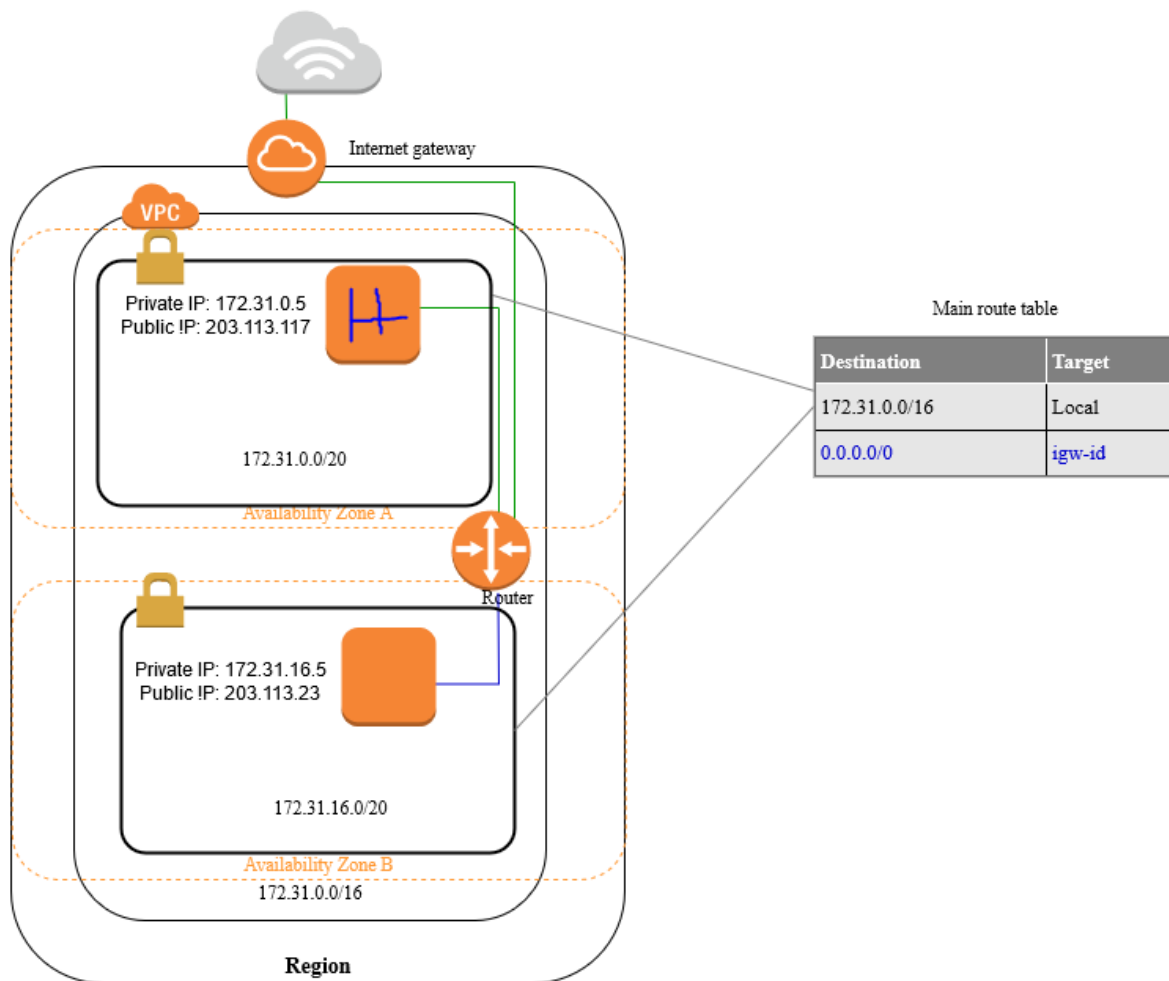 Internet gateway
VPC
Private IP: 172.31.0.5
Public !P: 203.113.117
172.31.0.0/20
Availability Zone A
Router
Private IP: 172.31.16.5
Public !P: 203.113.23
172.31.16.0/20
Availability Zone B
172.31.0.0/16
Region
Main route table
Destination Target
172.31.0.0/16 Local
0.0.0.0/0 igw-id